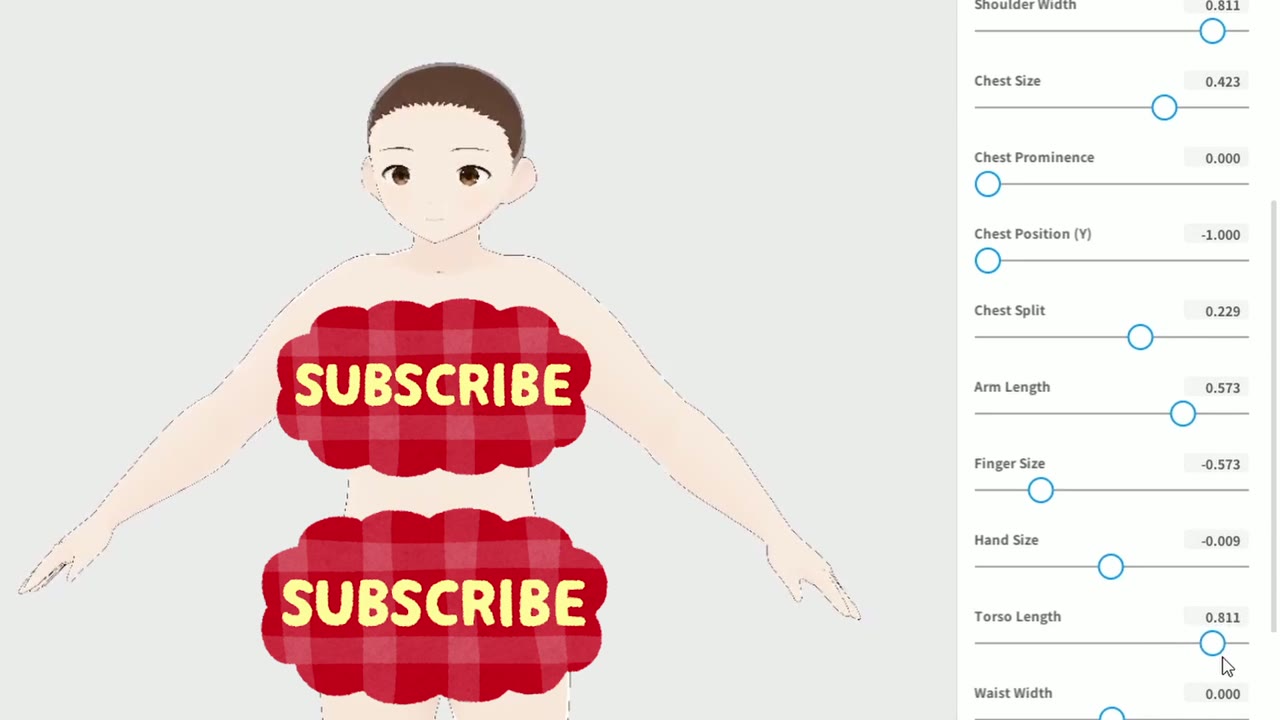 Shoulder Width 0.811
Chest Size 0.423
Chest Prominence 0.000
Chest Position (Y) -1.000
Chest Split 0.229
SUBSCRIBE
Arm Length 0.573
Finger Size -0.573
Hand Size -0.009
SUBSCRIBE
Torso Length 0.811
Waist Width 0.000